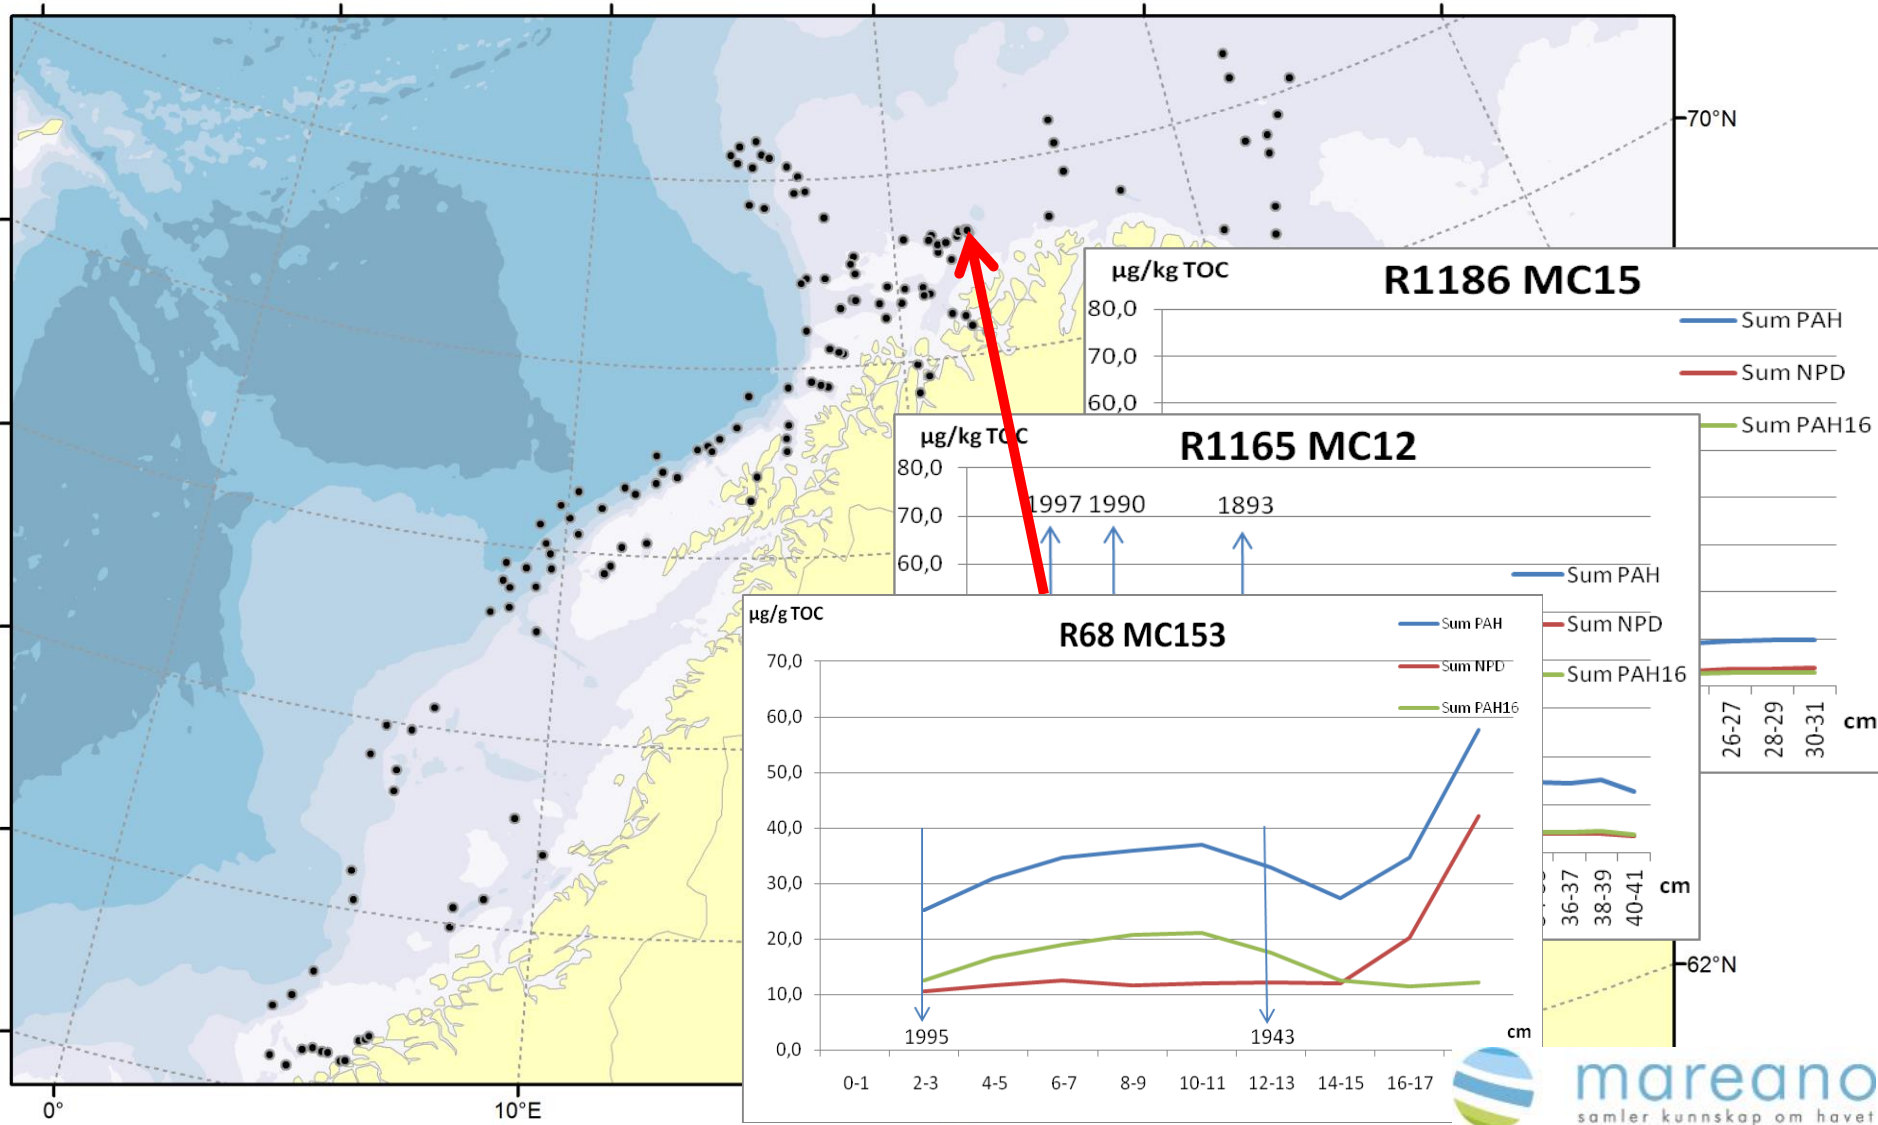 70°N
62°N
0°
10°E
µg/kg TOC
R1186 MC15
80,0
70,0
60,0
Sum PAH
Sum NPD
Sum PAH16
26-27
28-29
30-31
cm
µg/kg TOC
R1165 MC12
80,0
70,0
60,0
1997 1990 1893
Sum PAH
Sum NPD
Sum PAH16
36-37
38-39
40-41
cm
µg/g TOC
R68 MC153
Sum PAH
Sum NPD
Sum PAH16
70,0
60,0
50,0
40,0
30,0
20,0
10,0
0,0
1995 1943
cm
0-1 2-3 4-5 6-7 8-9 10-11 12-13 14-15 16-17
mareano
samler kunnskap om havet